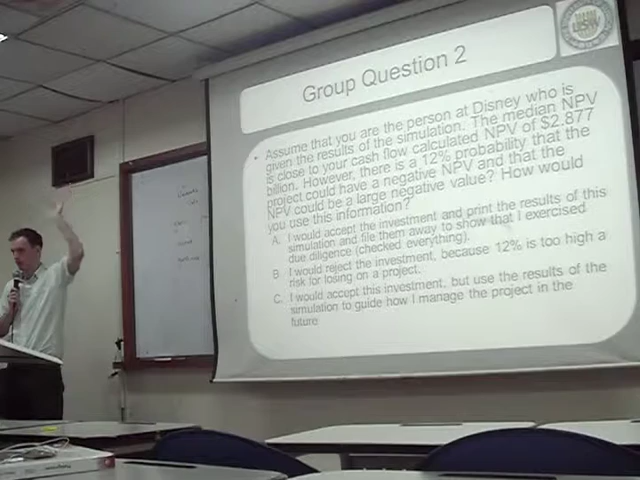 Group Question 2
• Assume that you are the person at Disney who is
given the results of the simulation. The median NPV
is close to your cash flow calculated NPV of $2,877
billion. However, there is a 12% probability that the
project could have a negative NPV and that the
NPV could be a large negative value? How would
you use this information?
A. I would accept the investment and print the results of this
simulation and file them away to show that I exercised
due diligence (checked everything).
B. I would reject the investment, because 12% is too high a
risk for losing on a project.
C. I would accept this investment, but use the results of the
simulation to guide how I manage the project in the
future